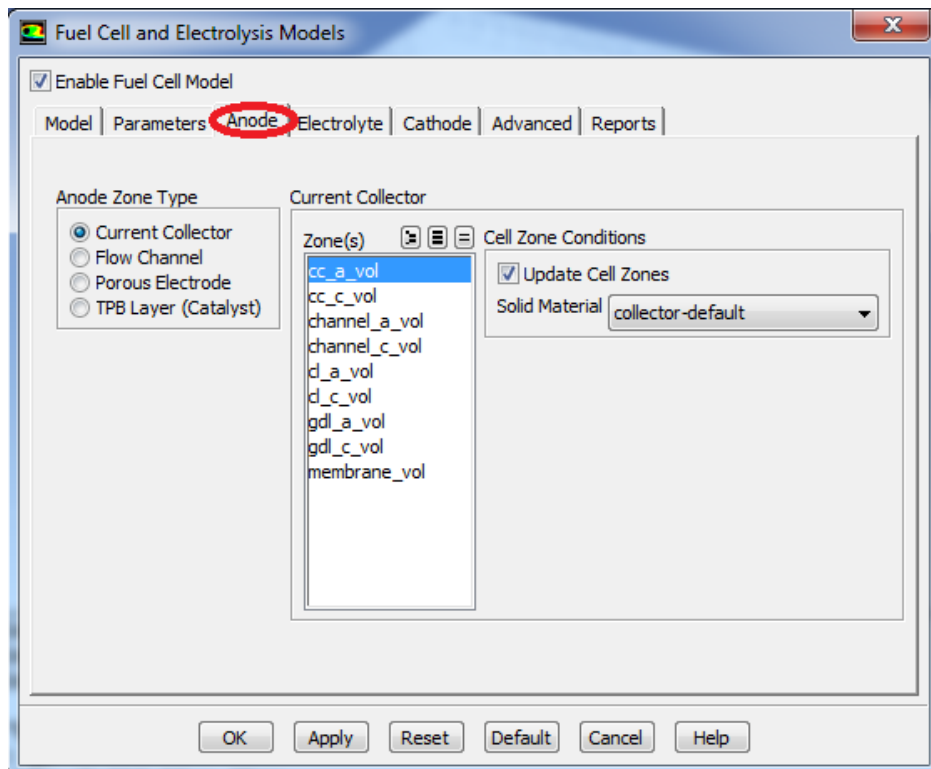 Fuel Cell and Electrolysis Models
Enable Fuel Cell Model
Model Parameters Anode Electrolyte Cathode Advanced Reports
Anode Zone Type
Current Collector
Flow Channel
Porous Electrode
TPB Layer (Catalyst)
Current Collector
Zone(s)
cc_a_vol
cc_c_vol
channel_a_vol
channel_c_vol
cl_a_vol
cl_c_vol
gdl_a_vol
gdl_c_vol
membrane_vol
Cell Zone Conditions
Update Cell Zones
Solid Material collector-default
OK Apply Reset Default Cancel Help